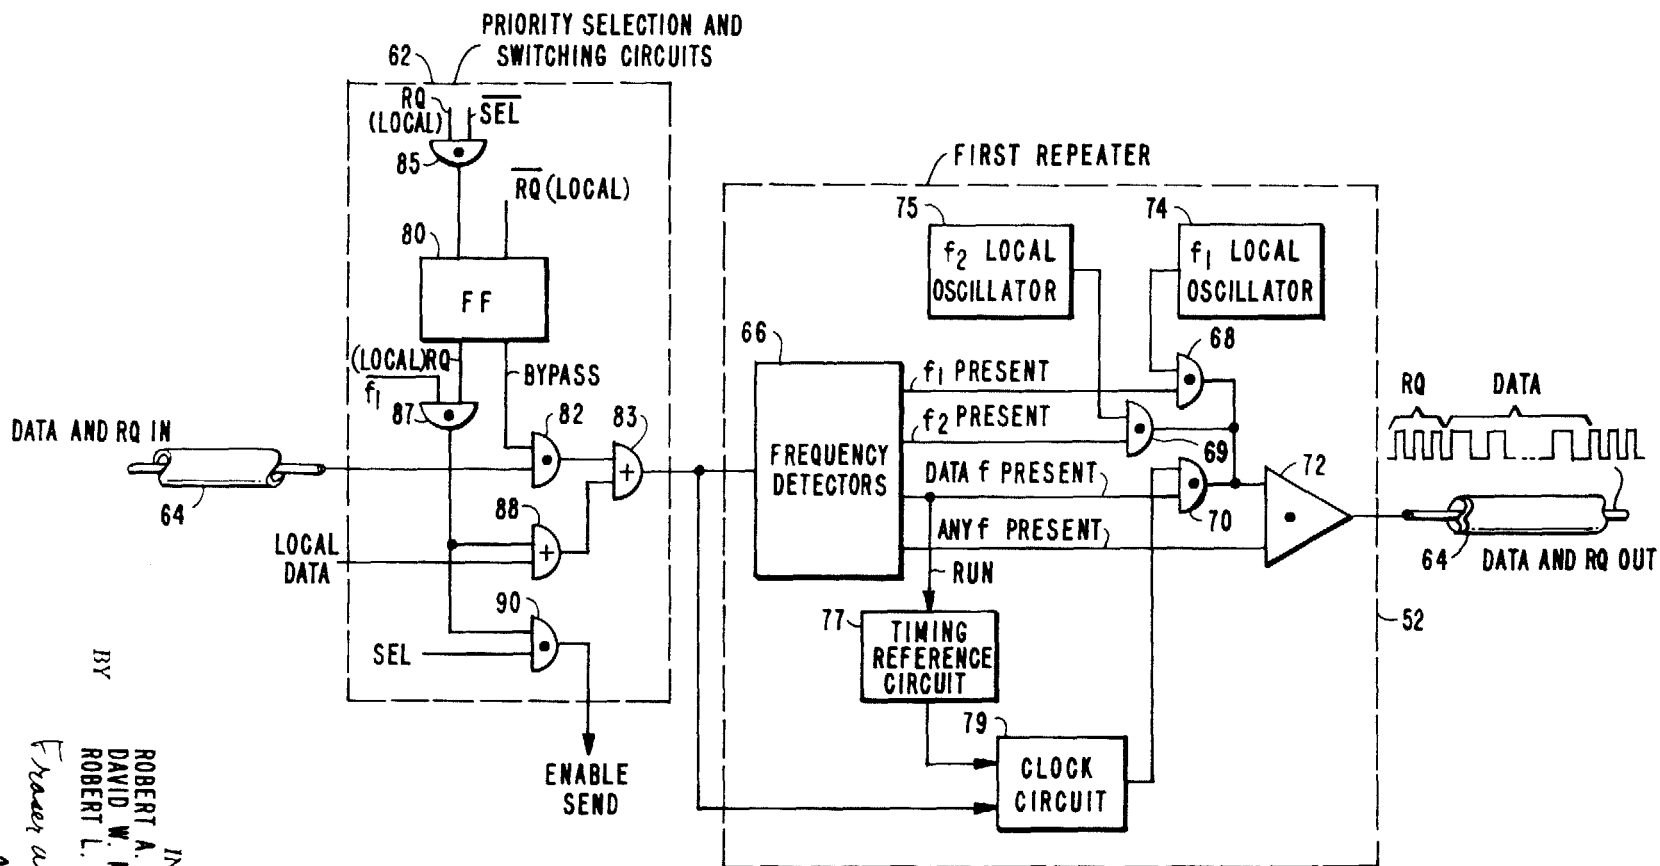 PRIORITY SELECTION AND
SWITCHING CIRCUITS
62
RQ
(LOCAL)
SEL
85
RQ (LOCAL)
80
FF
(LOCAL)RQ
f1
BYPASS
87
82
83
DATA AND RQ IN
64
88
LOCAL
DATA
90
SEL
ENABLE
SEND
FIRST REPEATER
75
f2 LOCAL
OSCILLATOR
74
f1 LOCAL
OSCILLATOR
66
FREQUENCY
DETECTORS
f1 PRESENT
68
f2 PRESENT
69
DATA f PRESENT
70
ANY f PRESENT
72
RUN
77
TIMING
REFERENCE
CIRCUIT
79
CLOCK
CIRCUIT
52
RQ DATA
64
DATA AND RQ OUT
BY
ROBERT A.
DAVID W.
ROBERT L.
Fraser a